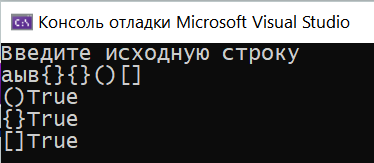 Консоль отладки Microsoft Visual Studio
Введите исходную строку
аыв{}{}()[]
()True
{}True
[]True